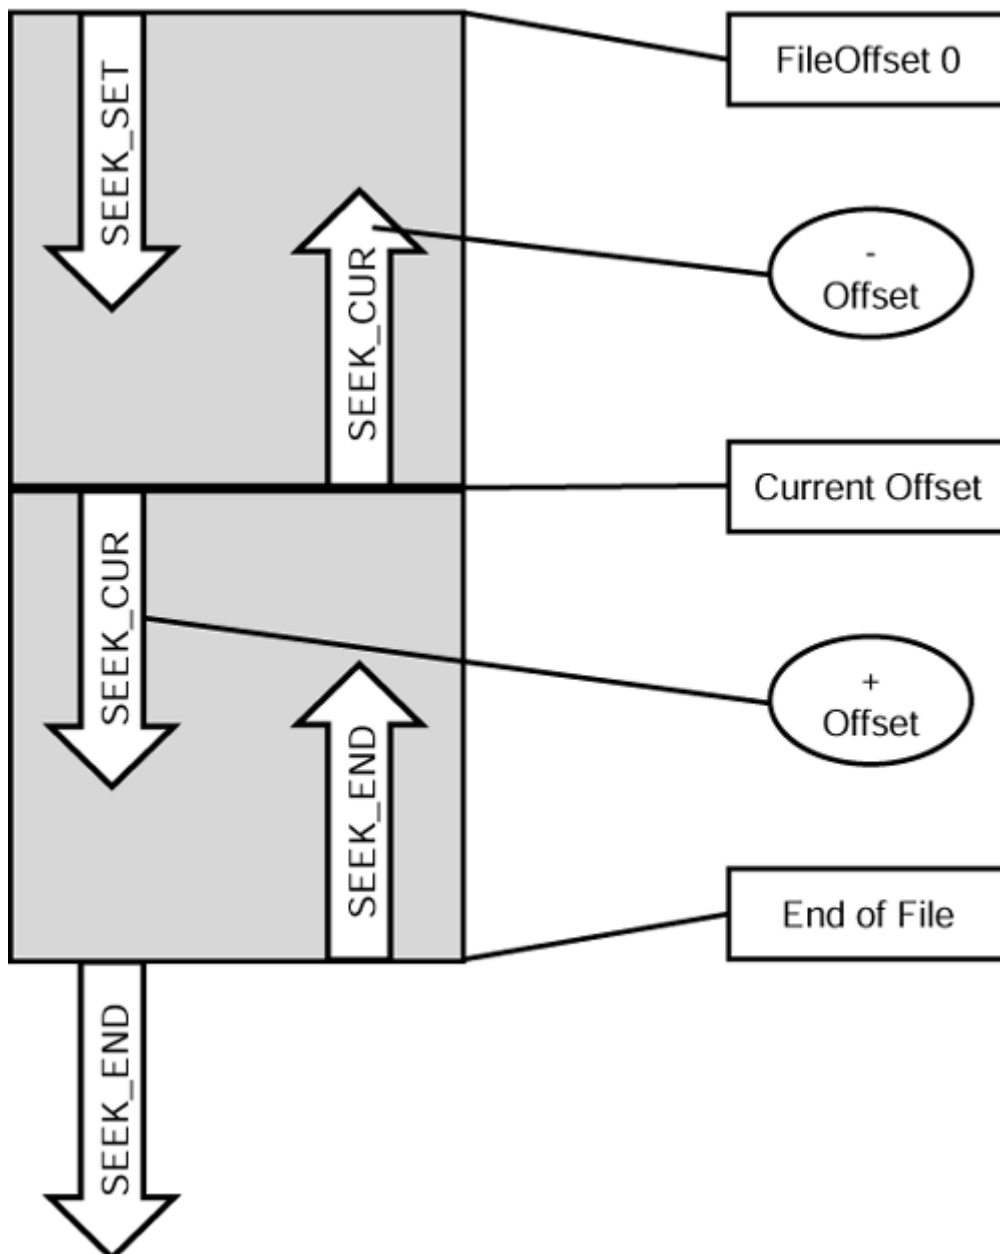 FileOffset 0
SEEK_SET
SEEK_CUR
-
Offset
Current Offset
SEEK_CUR
+
Offset
SEEK_END
End of File
SEEK_END